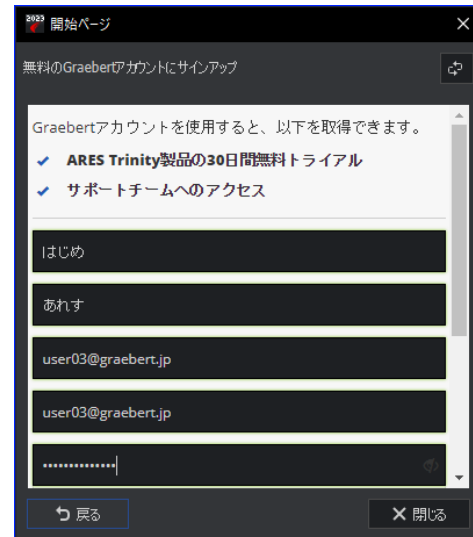 2023 開始ページ
無料のGraebertアカウントにサインアップ
Graebertアカウントを使用すると、以下を取得できます。
ARES Trinity製品の30日間無料トライアル
サポートチームへのアクセス
はじめ
あれす
user03@graebert.jp
user03@graebert.jp
••••••••••••••
戻る
閉じる